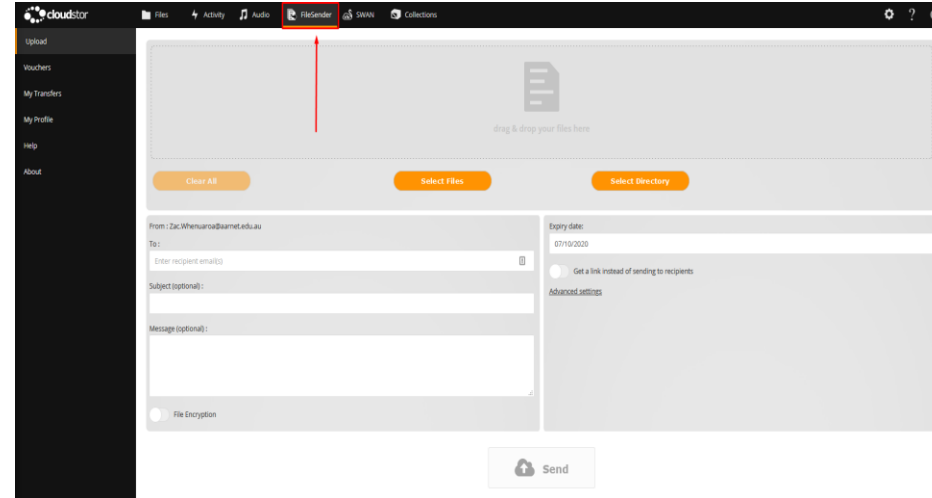 cloudstor
Files
Activity
Audio
FileSender
SWAN
Collections
?
Upload
Vouchers
My Transfers
My Profile
Help
About
drag & drop your files here
Clear All
Select Files
Select Directory
From : Zac.Whenuaroa@aarnet.edu.au
To :
Enter recipient email(s)
Subject (optional) :
Message (optional) :
File Encryption
Expiry date:
07/10/2020
Get a link instead of sending to recipients
Advanced settings
Send